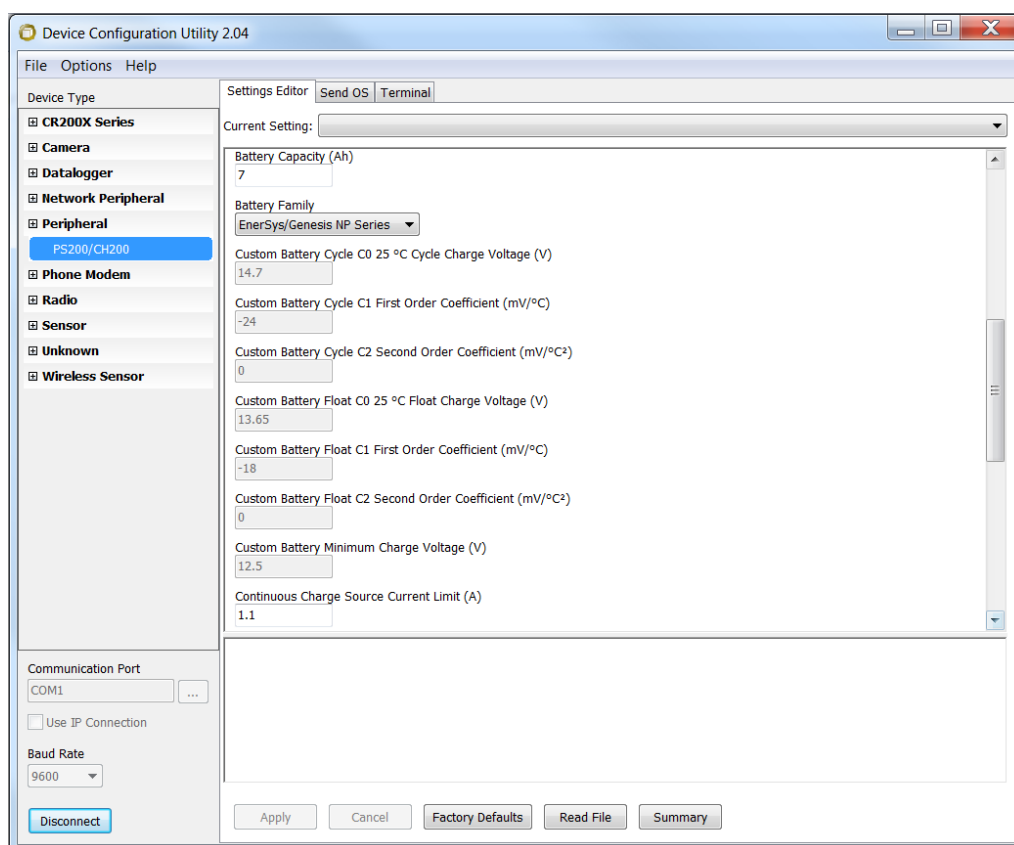 Device Configuration Utility 2.04
File Options Help
Device Type
CR200X Series
Camera
Datalogger
Network Peripheral
Peripheral
PS200/CH200
Phone Modem
Radio
Sensor
Unknown
Wireless Sensor
Communication Port
COM1
...
Use IP Connection
Baud Rate
9600
Disconnect
Settings Editor Send OS Terminal
Current Setting:
Battery Capacity (Ah)
7
Battery Family
EnerSys/Genesis NP Series
Custom Battery Cycle C0 25 ºC Cycle Charge Voltage (V)
14.7
Custom Battery Cycle C1 First Order Coefficient (mV/ºC)
-24
Custom Battery Cycle C2 Second Order Coefficient (mV/ºC²)
0
Custom Battery Float C0 25 ºC Float Charge Voltage (V)
13.65
Custom Battery Float C1 First Order Coefficient (mV/ºC)
-18
Custom Battery Float C2 Second Order Coefficient (mV/ºC²)
0
Custom Battery Minimum Charge Voltage (V)
12.5
Continuous Charge Source Current Limit (A)
1.1
Apply Cancel Factory Defaults Read File Summary